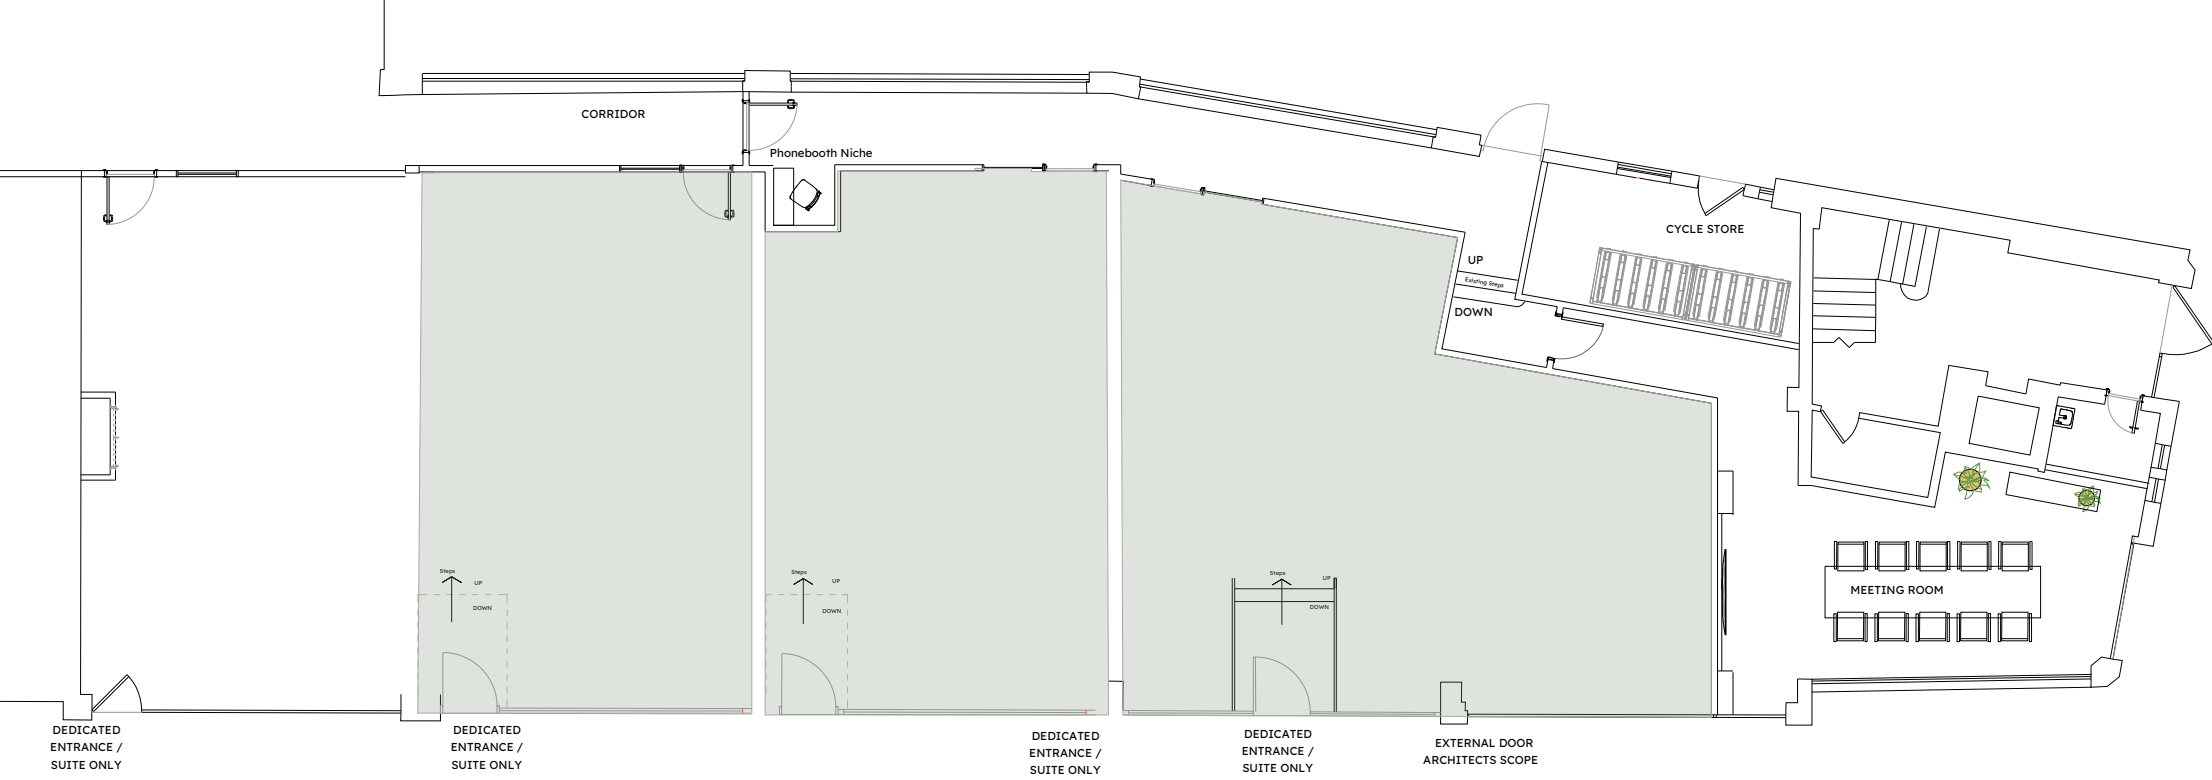 CORRIDOR
Phonebooth Niche
CYCLE STORE
UP
Existing Steps
DOWN
Steps
UP
DOWN
Steps
UP
DOWN
Steps
UP
DOWN
MEETING ROOM
DEDICATED
ENTRANCE /
SUITE ONLY
DEDICATED
ENTRANCE /
SUITE ONLY
DEDICATED
ENTRANCE /
SUITE ONLY
DEDICATED
ENTRANCE /
SUITE ONLY
EXTERNAL DOOR
ARCHITECTS SCOPE